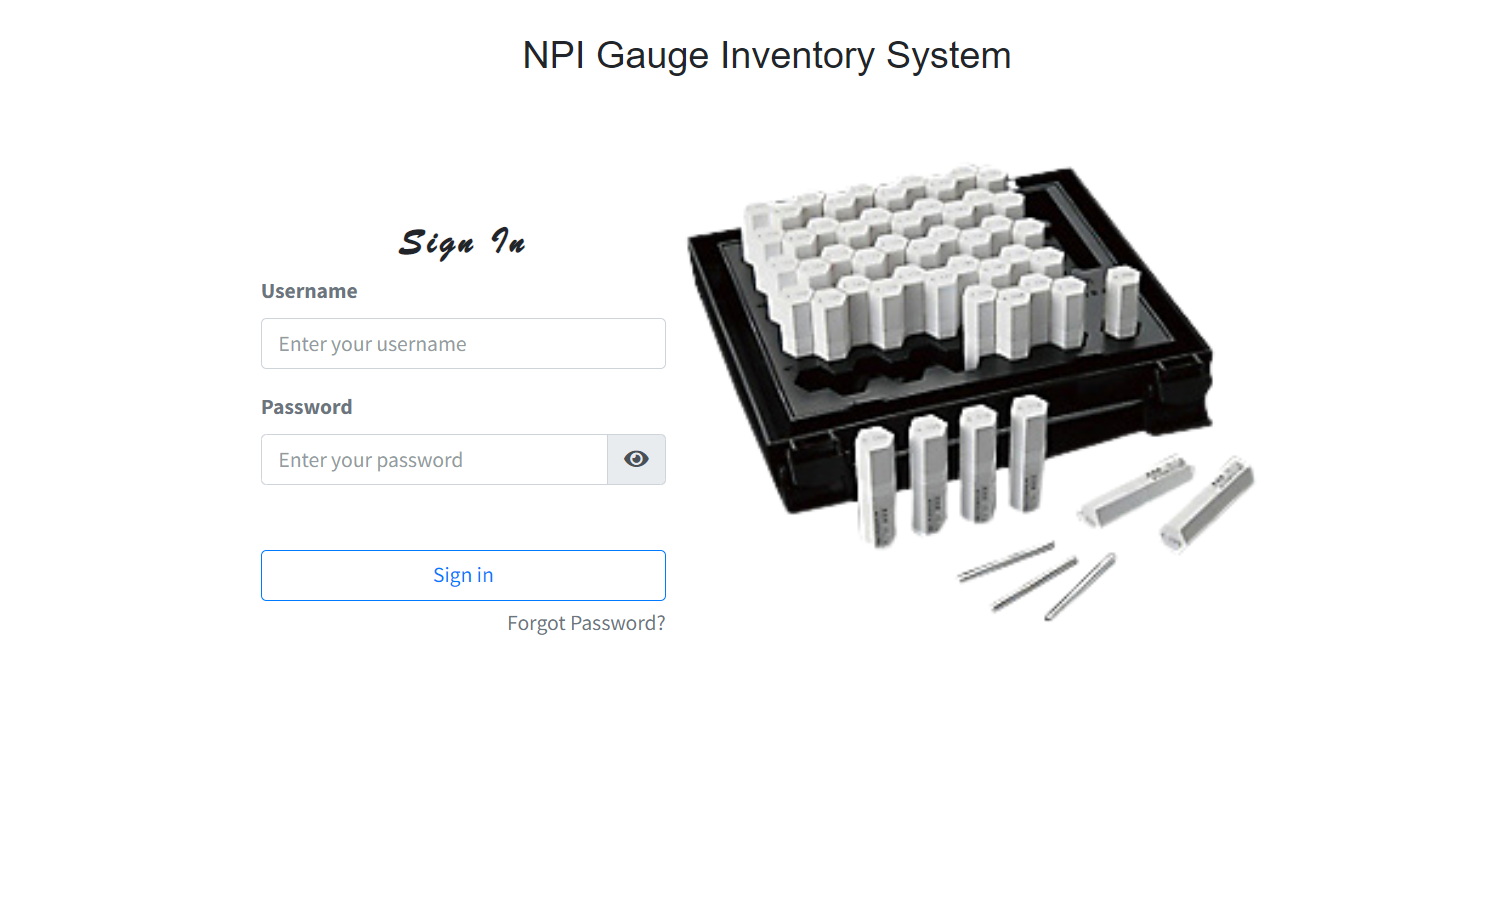 NPI Gauge Inventory System
Sign In
Username
Enter your username
Password
Enter your password
Sign in
Forgot Password?